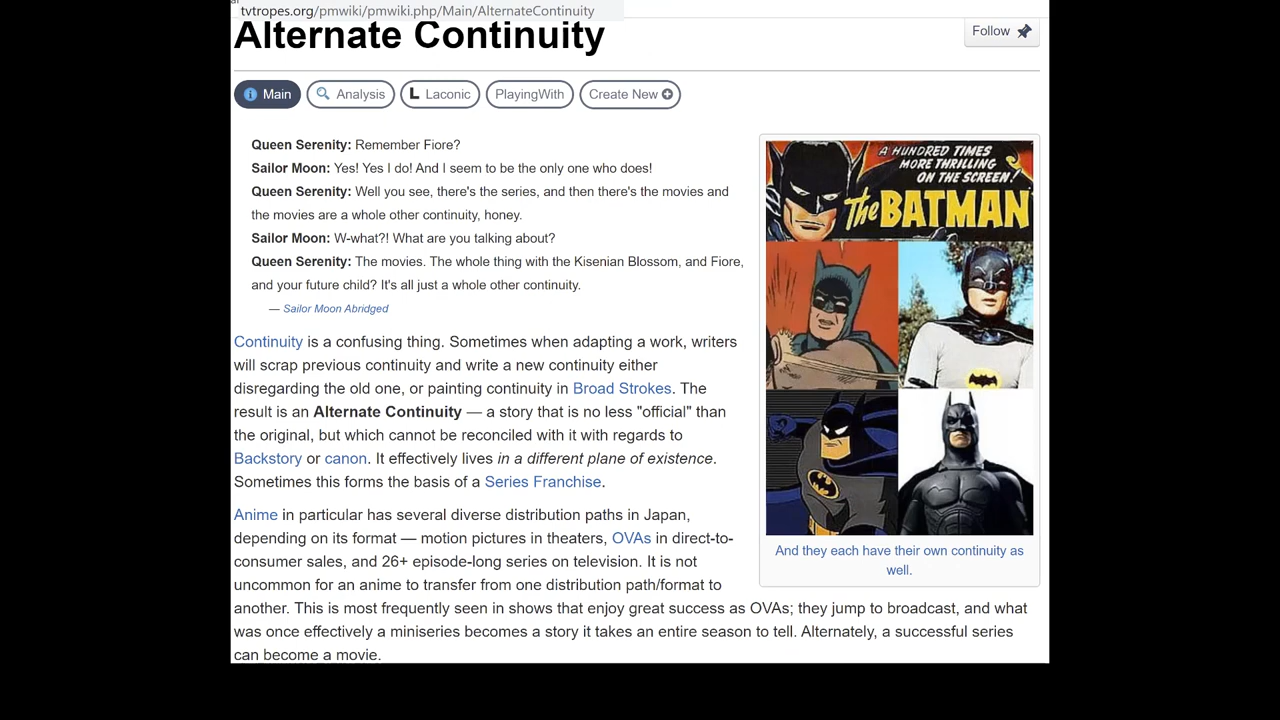 tvtropes.org/pmwiki/pmwiki.php/Main/AlternateContinuity
Alternate Continuity
Follow
Main
Analysis
L Laconic
PlayingWith
Create New
Queen Serenity: Remember Fiore?
Sailor Moon: Yes! Yes I do! And I seem to be the only one who does!
Queen Serenity: Well you see, there's the series, and then there's the movies and
the movies are a whole other continuity, honey.
Sailor Moon: W-what?! What are you talking about?
Queen Serenity: The movies. The whole thing with the Kisenian Blossom, and Fiore,
and your future child? It's all just a whole other continuity.
— Sailor Moon Abridged
A HUNDRED TIMES
MORE THRILLING
ON THE SCREEN!
The BATMAN
And they each have their own continuity as
well.
Continuity is a confusing thing. Sometimes when adapting a work, writers
will scrap previous continuity and write a new continuity either
disregarding the old one, or painting continuity in Broad Strokes. The
result is an Alternate Continuity — a story that is no less "official" than
the original, but which cannot be reconciled with it with regards to
Backstory or canon. It effectively lives in a different plane of existence.
Sometimes this forms the basis of a Series Franchise.
Anime in particular has several diverse distribution paths in Japan,
depending on its format — motion pictures in theaters, OVAs in direct-to-
consumer sales, and 26+ episode-long series on television. It is not
uncommon for an anime to transfer from one distribution path/format to
another. This is most frequently seen in shows that enjoy great success as OVAs; they jump to broadcast, and what
was once effectively a miniseries becomes a story it takes an entire season to tell. Alternately, a successful series
can become a movie.